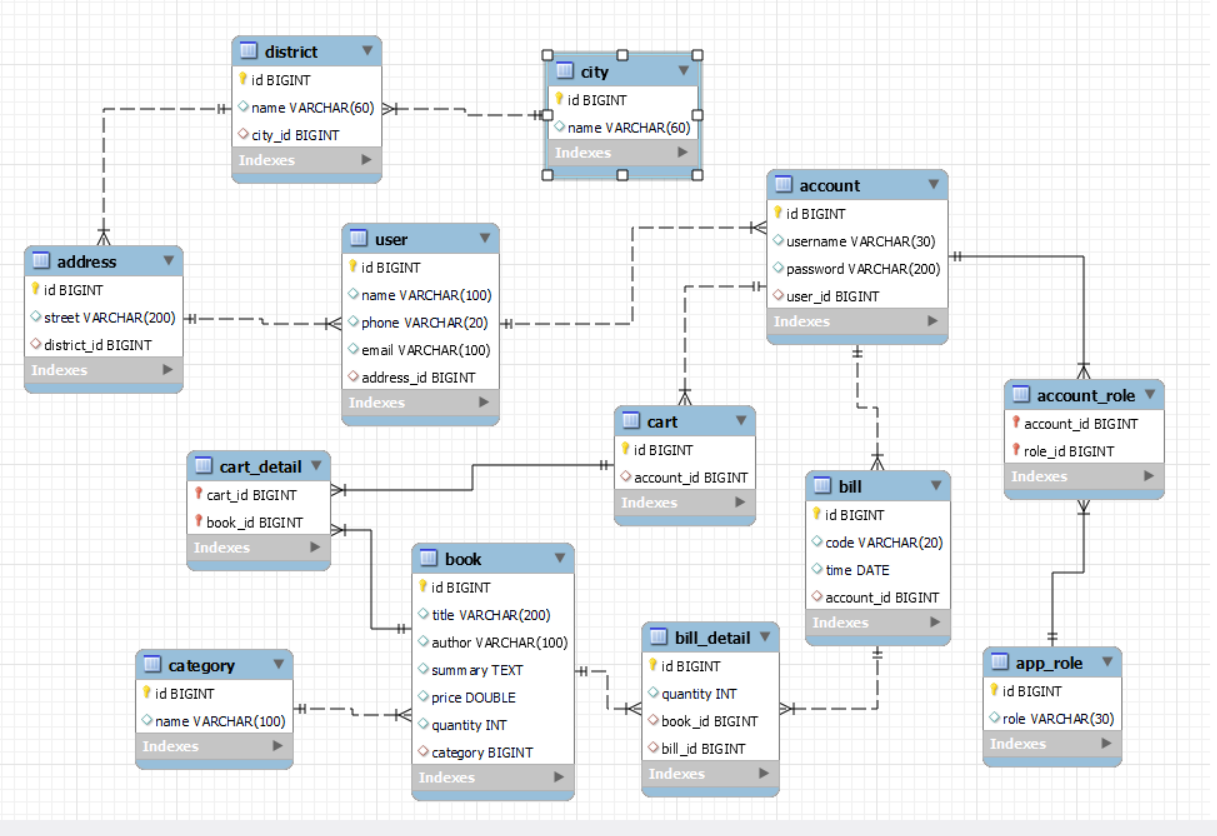 district
id BIGINT
name VARCHAR(60)
city_id BIGINT
Indexes
city
id BIGINT
name VARCHAR(60)
Indexes
account
id BIGINT
username VARCHAR(30)
password VARCHAR(200)
user_id BIGINT
Indexes
address
id BIGINT
street VARCHAR(200)
district_id BIGINT
Indexes
user
id BIGINT
name VARCHAR(100)
phone VARCHAR(20)
email VARCHAR(100)
address_id BIGINT
Indexes
account_role
account_id BIGINT
role_id BIGINT
Indexes
cart
id BIGINT
account_id BIGINT
Indexes
cart_detail
cart_id BIGINT
book_id BIGINT
Indexes
bill
id BIGINT
code VARCHAR(20)
time DATE
account_id BIGINT
Indexes
book
id BIGINT
title VARCHAR(200)
author VARCHAR(100)
summary TEXT
price DOUBLE
quantity INT
category BIGINT
Indexes
bill_detail
id BIGINT
quantity INT
book_id BIGINT
bill_id BIGINT
Indexes
category
id BIGINT
name VARCHAR(100)
Indexes
app_role
id BIGINT
role VARCHAR(30)
Indexes